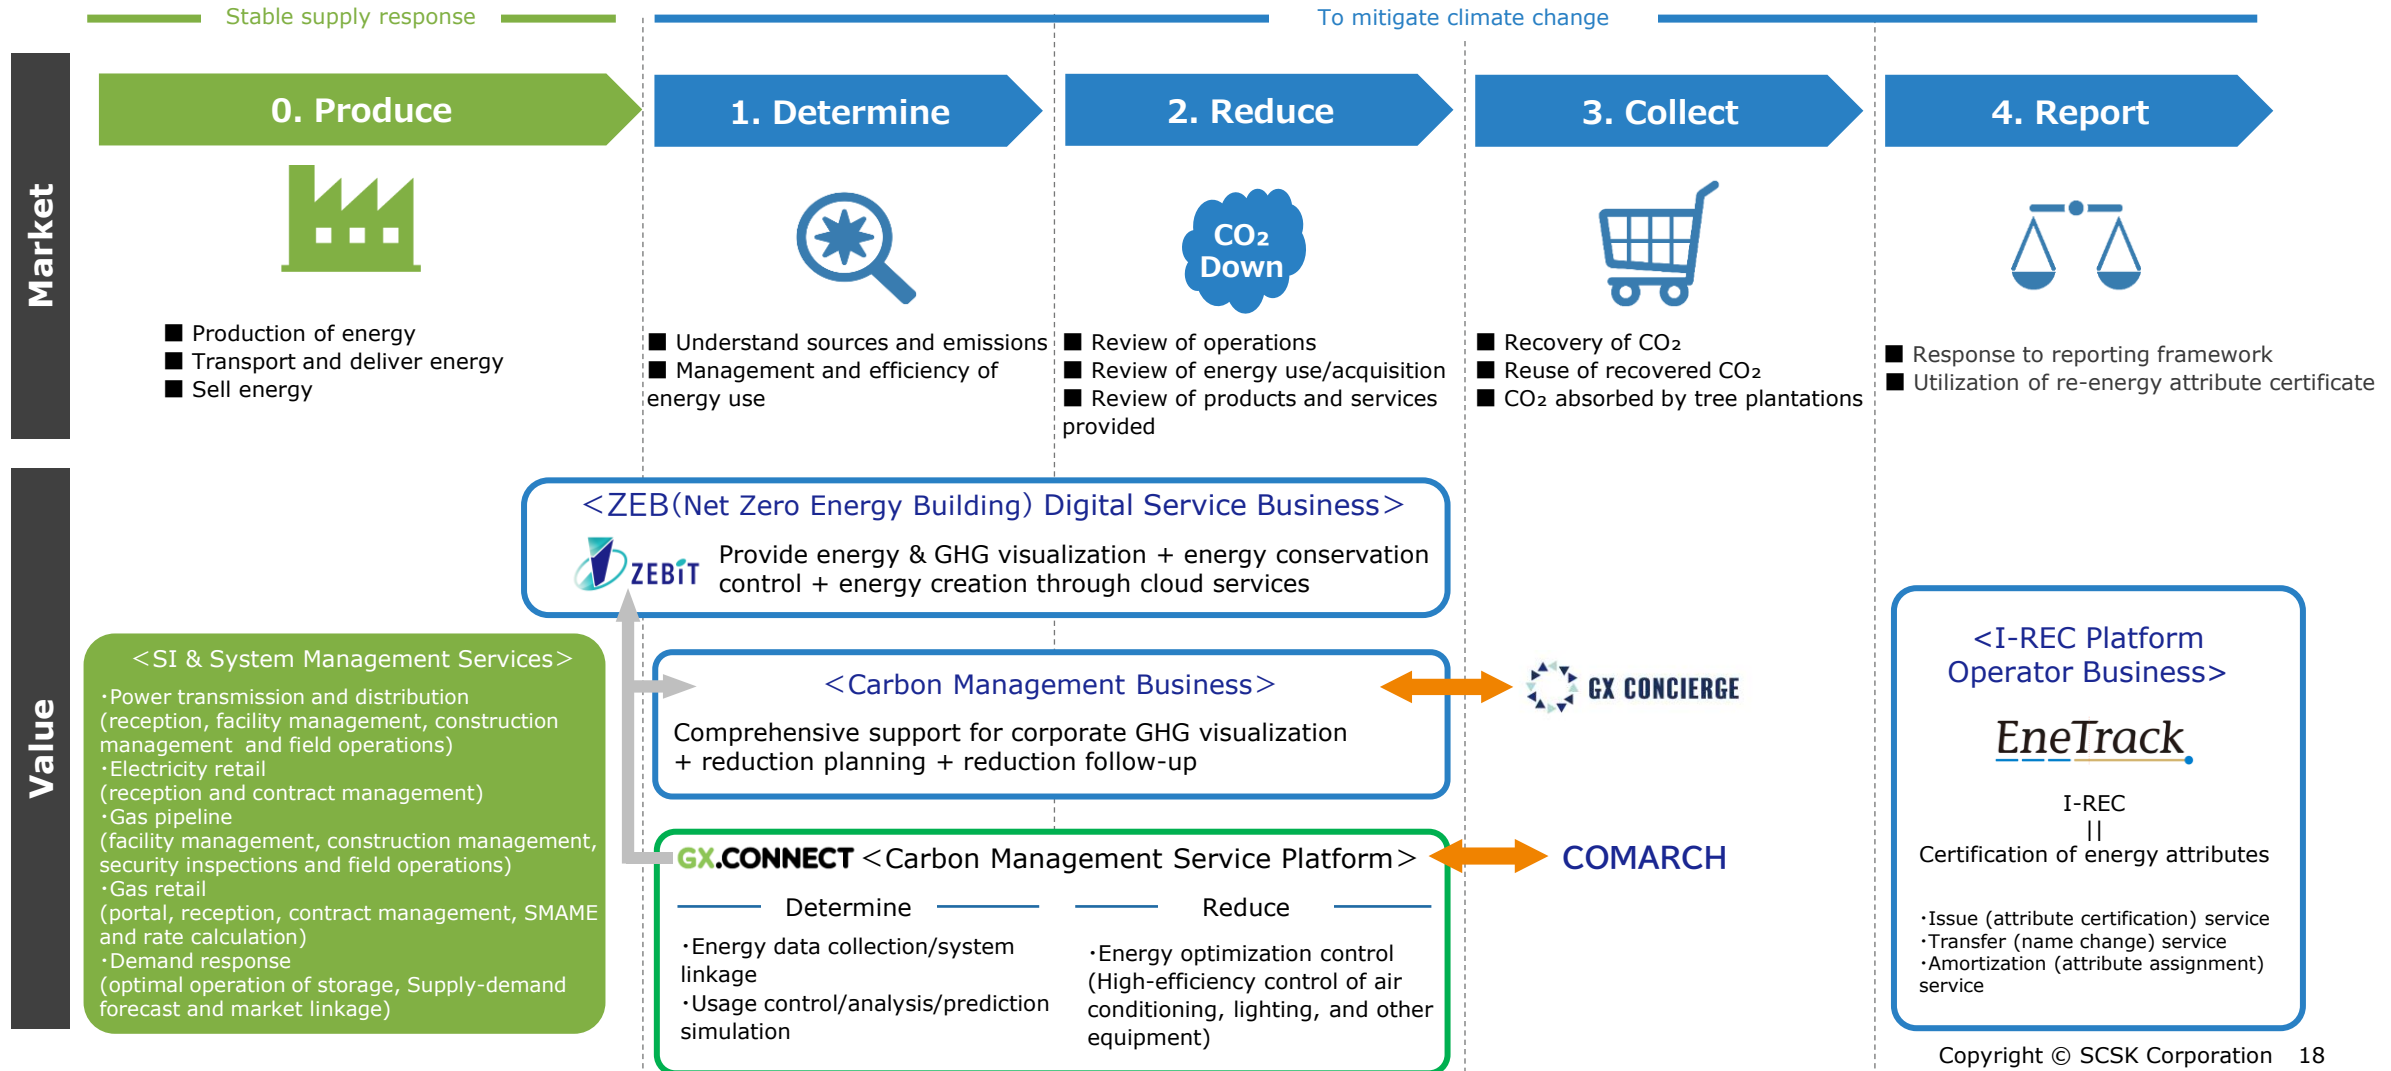 Stable supply response
To mitigate climate change
Market
0. Produce
1. Determine
2. Reduce
3. Collect
4. Report
CO₂
Down
■ Production of energy
■ Transport and deliver energy
■ Sell energy
■ Understand sources and emissions
■ Management and efficiency of
energy use
■ Review of operations
■ Review of energy use/acquisition
■ Review of products and services
provided
■ Recovery of CO₂
■ Reuse of recovered CO₂
■ CO₂ absorbed by tree plantations
■ Response to reporting framework
■ Utilization of re-energy attribute certificate
Value
<SI & System Management Services>
・Power transmission and distribution
(reception, facility management, construction
management and field operations)
・Electricity retail
(reception and contract management)
・Gas pipeline
(facility management, construction management,
security inspections and field operations)
・Gas retail
(portal, reception, contract management, SMAME
and rate calculation)
・Demand response
(optimal operation of storage, Supply-demand
forecast and market linkage)
<ZEB(Net Zero Energy Building) Digital Service Business>
ZEBiT
Provide energy & GHG visualization + energy conservation
control + energy creation through cloud services
<Carbon Management Business>
Comprehensive support for corporate GHG visualization
+ reduction planning + reduction follow-up
GX CONCIERGE
GX.CONNECT <Carbon Management Service Platform>
COMARCH
Determine
・Energy data collection/system
linkage
・Usage control/analysis/prediction
simulation
Reduce
・Energy optimization control
(High-efficiency control of air
conditioning, lighting, and other
equipment)
<I-REC Platform
Operator Business>
EneTrack
I-REC
||
Certification of energy attributes
・Issue (attribute certification) service
・Transfer (name change) service
・Amortization (attribute assignment)
service
Copyright © SCSK Corporation 18